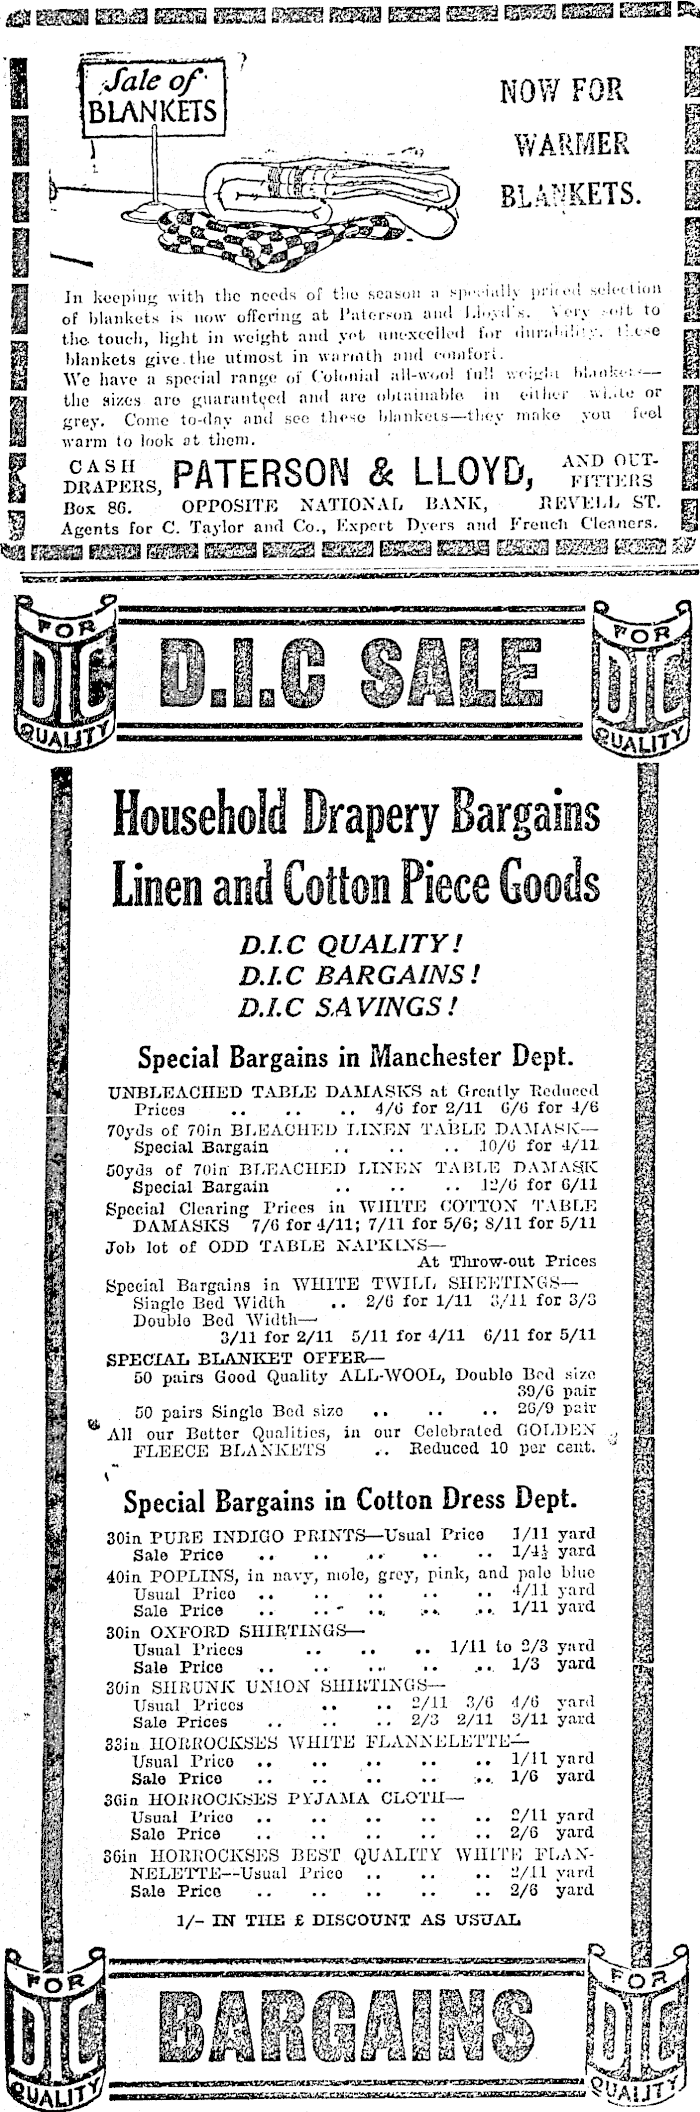 Sale of
BLANKETS
NOW FOR
WARMER
BLANKETS.
In keeping with the needs of the season a specially priced selection
of blankets is now offering at Paterson and Lloyd's. Very soft to
the touch, light in weight and yet unexcelled for durability, these
blankets give the utmost in warmth and comfort.
We have a special range of Colonial all-wool full weight blankets—
the sizes are guaranteed and are obtainable in either white or
grey. Come to-day and see these blankets—they make you feel
warm to look at them.
CASH DRAPERS, PATERSON & LLOYD, AND OUT-FITTERS
Box 86. OPPOSITE NATIONAL BANK, REVELL ST.
Agents for C. Taylor and Co., Expert Dyers and French Cleaners.
FOR DIC QUALITY
D.I.C SALE
FOR DIC QUALITY
Household Drapery Bargains
Linen and Cotton Piece Goods
D.I.C QUALITY!
D.I.C BARGAINS!
D.I.C SAVINGS!
Special Bargains in Manchester Dept.
UNBLEACHED TABLE DAMASKS at Greatly Reduced
Prices .. .. .. 4/6 for 2/11 6/6 for 4/6
70yds of 70in BLEACHED LINEN TABLE DAMASK—
Special Bargain .. .. .. 10/6 for 4/11
50yds of 70in BLEACHED LINEN TABLE DAMASK
Special Bargain .. .. .. 12/6 for 6/11
Special Clearing Prices in WHITE COTTON TABLE
DAMASKS 7/6 for 4/11; 7/11 for 5/6; 8/11 for 5/11
Job lot of ODD TABLE NAPKINS—
At Throw-out Prices
Special Bargains in WHITE TWILL SHEETINGS—
Single Bed Width .. 2/6 for 1/11 3/11 for 3/3
Double Bed Width—
3/11 for 2/11 5/11 for 4/11 6/11 for 5/11
SPECIAL BLANKET OFFER—
50 pairs Good Quality ALL-WOOL, Double Bed size
39/6 pair
50 pairs Single Bed size .. .. .. 26/9 pair
All our Better Qualities, in our Celebrated GOLDEN
FLEECE BLANKETS .. Reduced 10 per cent.
Special Bargains in Cotton Dress Dept.
30in PURE INDIGO PRINTS—Usual Price 1/11 yard
Sale Price .. .. .. .. .. 1/4½ yard
40in POPLINS, in navy, mole, grey, pink, and pale blue
Usual Price .. .. .. .. .. 4/11 yard
Sale Price .. .. .. .. .. 1/11 yard
30in OXFORD SHIRTINGS—
Usual Prices .. .. .. 1/11 to 2/3 yard
Sale Price .. .. .. .. .. 1/3 yard
30in SHRUNK UNION SHIRTINGS—
Usual Prices .. .. 2/11 3/6 4/6 yard
Sale Prices .. .. .. 2/3 2/11 3/11 yard
33in HORROCKSES WHITE FLANNELETTE—
Usual Price .. .. .. .. .. 1/11 yard
Sale Price .. .. .. .. .. 1/6 yard
36in HORROCKSES PYJAMA CLOTH—
Usual Price .. .. .. .. .. 2/11 yard
Sale Price .. .. .. .. .. 2/6 yard
36in HORROCKSES BEST QUALITY WHITE FLAN-
NELETTE—Usual Price .. .. .. 2/11 yard
Sale Price .. .. .. .. .. 2/6 yard
1/- IN THE £ DISCOUNT AS USUAL
FOR DIC QUALITY
BARGAINS
FOR DIC QUALITY